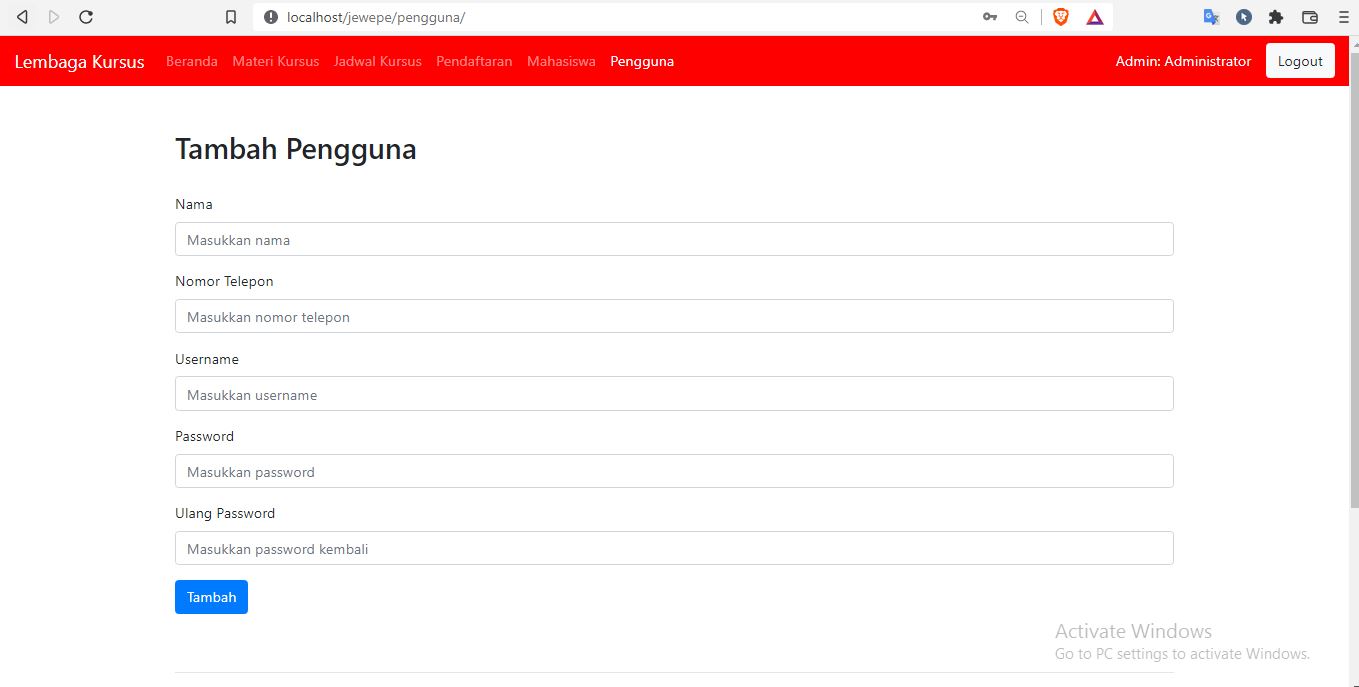 localhost/jewepe/pengguna/
Lembaga Kursus Beranda Materi Kursus Jadwal Kursus Pendaftaran Mahasiswa Pengguna Admin: Administrator Logout
Tambah Pengguna
Nama
Masukkan nama
Nomor Telepon
Masukkan nomor telepon
Username
Masukkan username
Password
Masukkan password
Ulang Password
Masukkan password kembali
Tambah
Activate Windows
Go to PC settings to activate Windows.